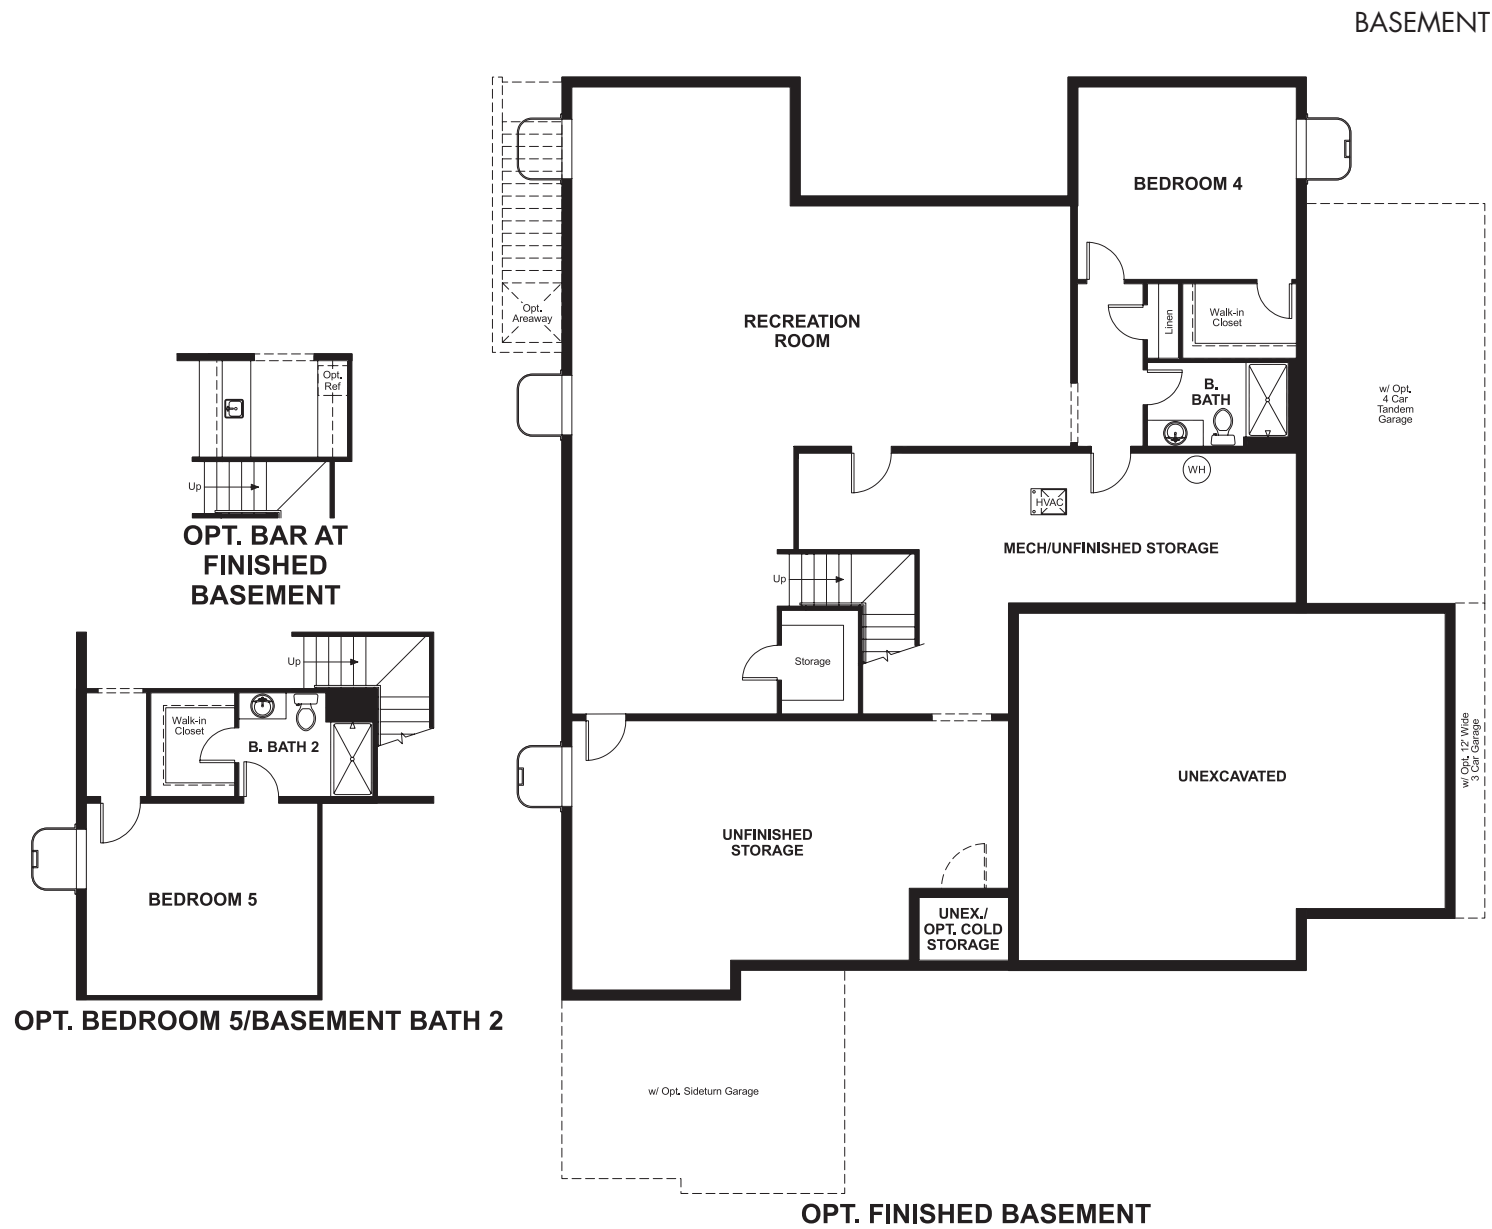 BASEMENT
BEDROOM 4
Opt.
Areaway
RECREATION
ROOM
Linen
Walk-in
Closet
B.
BATH
w/ Opt.
4 Car
Tandem
Garage
Opt.
Ref
Up
OPT. BAR AT
FINISHED
BASEMENT
WH
HVAC
MECH/UNFINISHED STORAGE
Up
Storage
Up
Walk-in
Closet
B. BATH 2
BEDROOM 5
OPT. BEDROOM 5/BASEMENT BATH 2
UNFINISHED
STORAGE
UNEX./
OPT. COLD
STORAGE
UNEXCAVATED
w/ Opt. 12' Wide
3 Car Garage
w/ Opt. Sideturn Garage
OPT. FINISHED BASEMENT